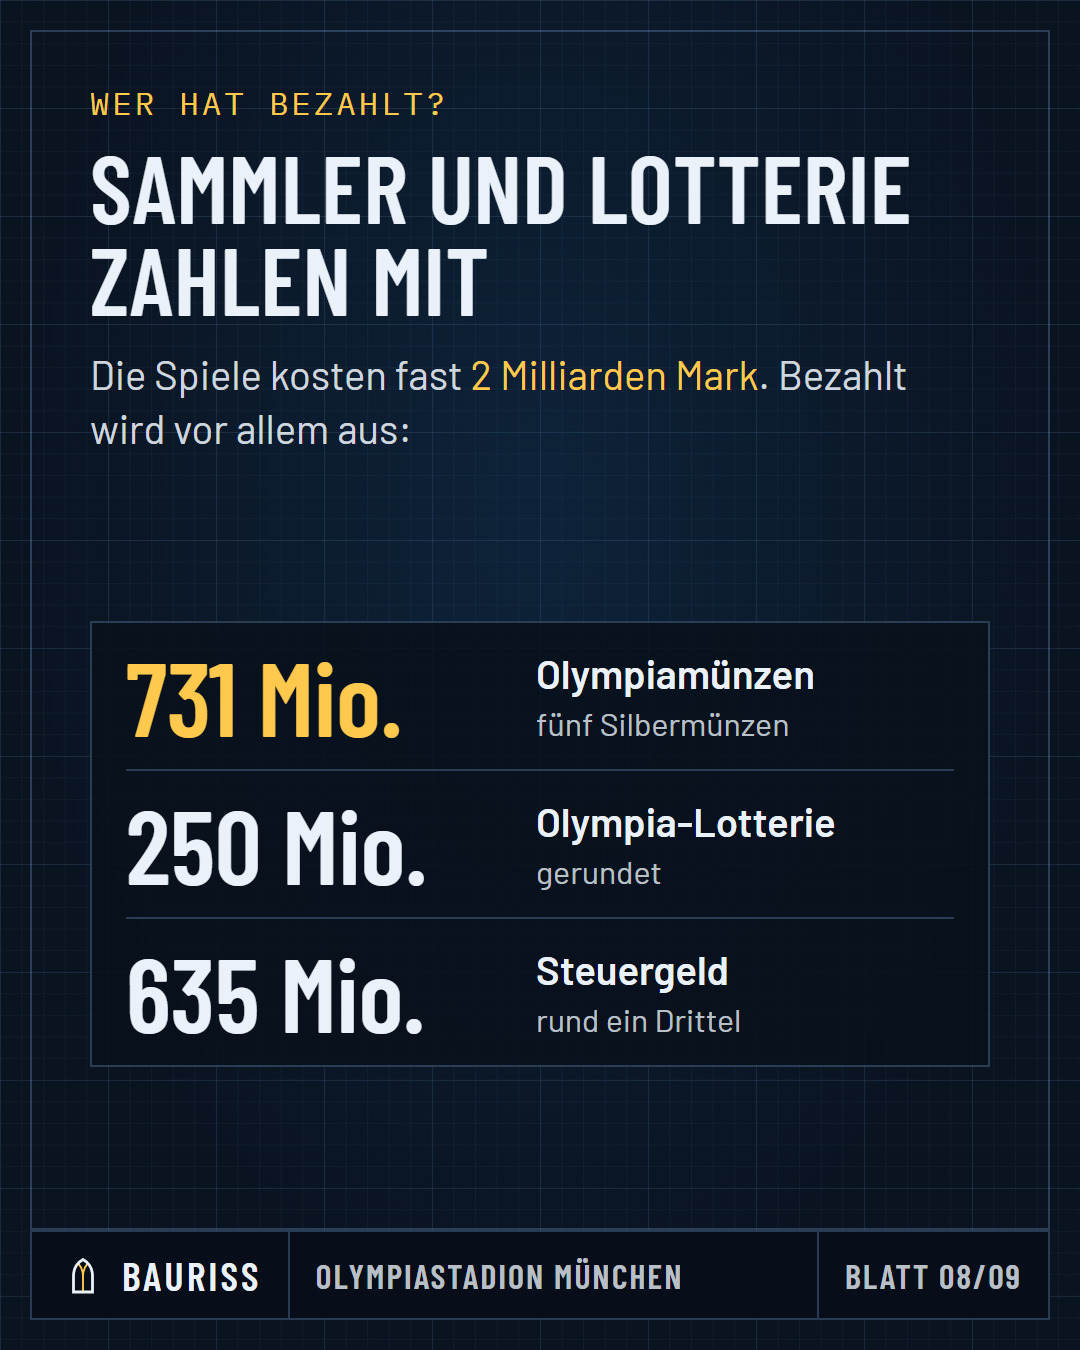 WER HAT BEZAHLT?
SAMMLER UND LOTTERIE
ZAHLEN MIT
Die Spiele kosten fast 2 Milliarden Mark. Bezahlt
wird vor allem aus:
731 Mio.
Olympiamünzen
fünf Silbermünzen
250 Mio.
Olympia-Lotterie
gerundet
635 Mio.
Steuergeld
rund ein Drittel
BAURISS
OLYMPIASTADION MÜNCHEN
BLATT 08/09